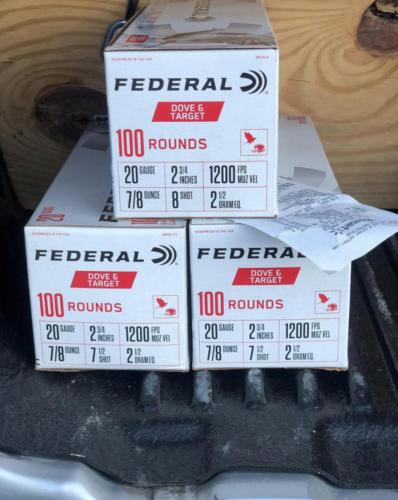 FEDERAL
DOVE &
TARGET
100 ROUNDS
20 GAUGE 2 3/4 INCHES 1200 FPS MUZ VEL
7/8 OUNCE 8 SHOT 2 1/2 DRAM EQ.
20 GAUGE
FEDERAL
DOVE &
TARGET
100 ROUNDS
20 GAUGE 2 3/4 INCHES 1200 FPS MUZ VEL
7/8 OUNCE 7 1/2 SHOT 2 1/2 DRAM EQ.
FEDERAL
DOVE &
TARGET
100 ROUNDS
20 GAUGE 2 3/4 INCHES 1200 FPS MUZ VEL
7/8 OUNCE 7 1/2 SHOT 2 1/2 DRAM EQ.